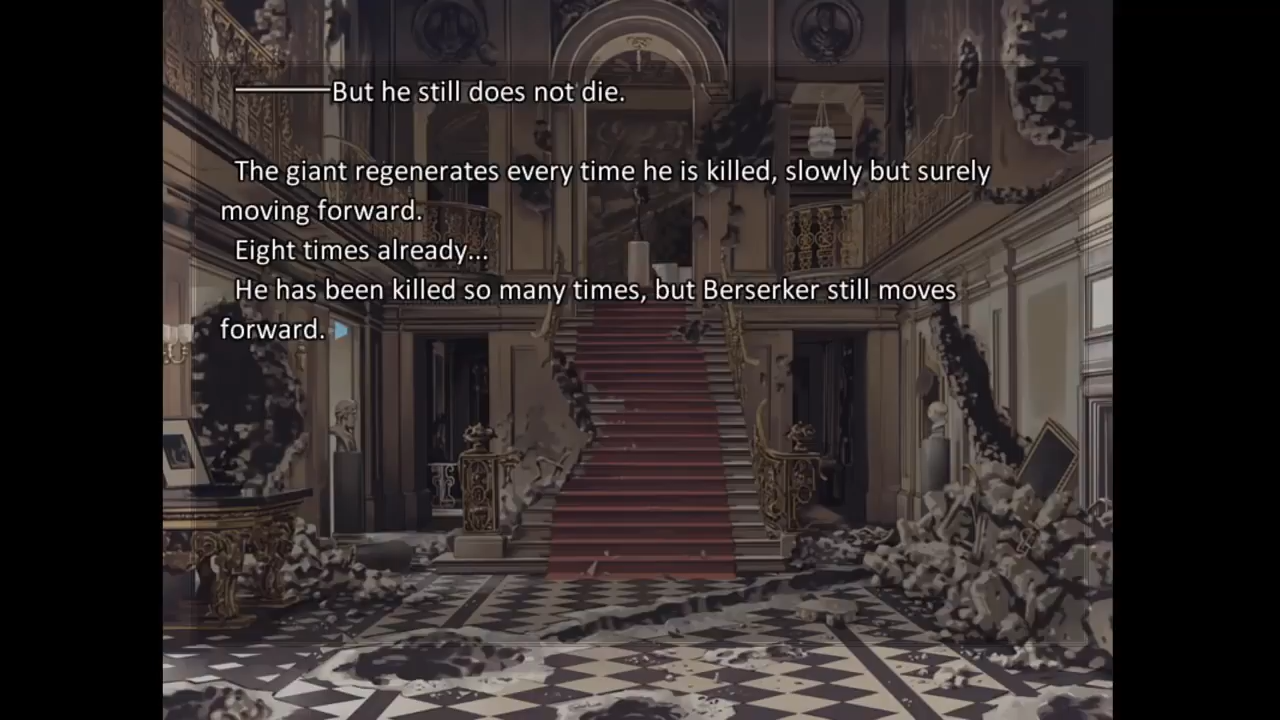 ———But he still does not die.
The giant regenerates every time he is killed, slowly but surely
moving forward.
Eight times already...
He has been killed so many times, but Berserker still moves
forward.